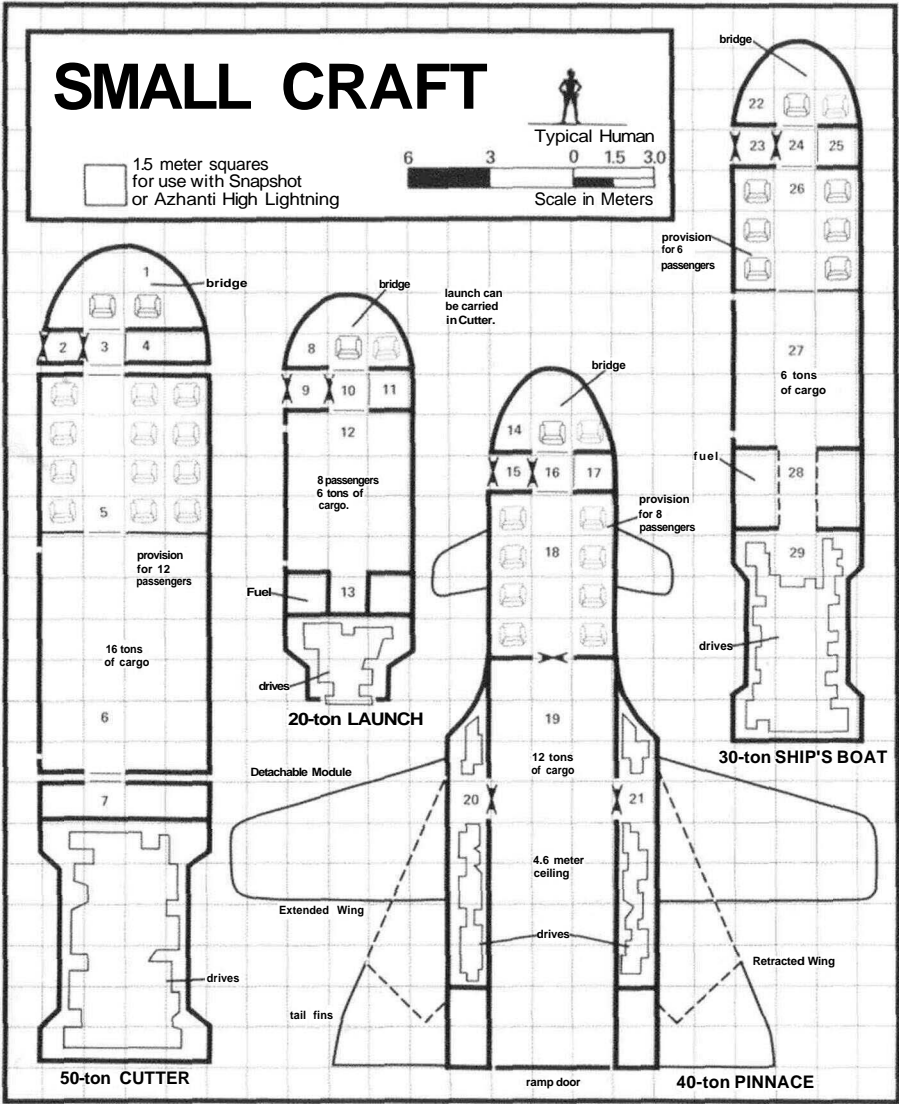 SMALL CRAFT
Typical Human
1.5 meter squares
for use with Snapshot
or Azhanti High Lightning
6 3 0 1.5 3.0
Scale in Meters
1
bridge
2 3 4
5
provision
for 12
passengers
16 tons
of cargo
6
7
drives
50-ton CUTTER
bridge
launch can
be carried
in Cutter.
8
9 10 11
12
8 passengers
6 tons of
cargo.
Fuel
13
drives
20-ton LAUNCH
bridge
14
15 16 17
provision
for 8
passengers
18
19
12 tons
of cargo
Detachable Module
20 21
4.6 meter
ceiling
Extended Wing
drives
Retracted Wing
tail fins
ramp door
40-ton PINNACE
bridge
22
23 24 25
26
provision
for 6
passengers
27
6 tons
of cargo
fuel
28
29
drives
30-ton SHIP'S BOAT